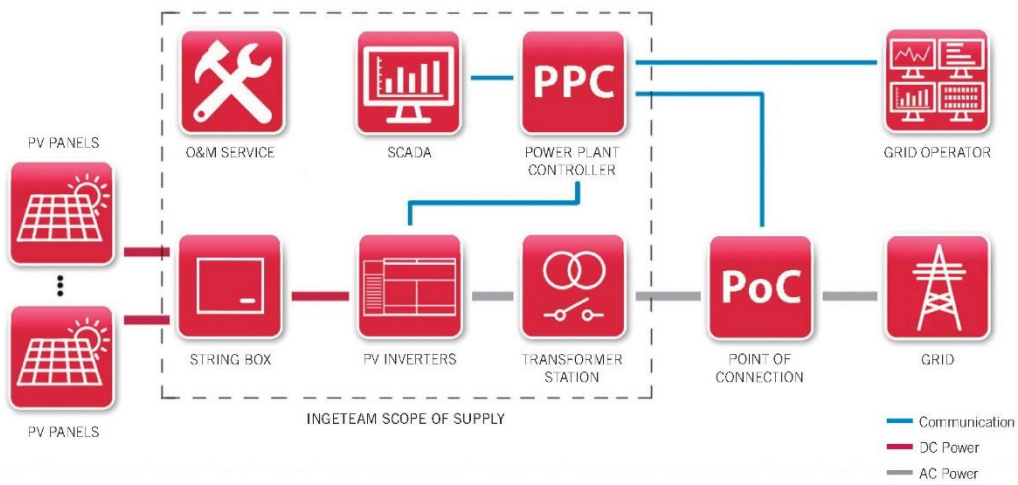 PPC
O&M SERVICE
SCADA
POWER PLANT
CONTROLLER
GRID OPERATOR
PV PANELS
PoC
STRING BOX
PV INVERTERS
TRANSFORMER
STATION
POINT OF
CONNECTION
GRID
PV PANELS
INGETEAM SCOPE OF SUPPLY
Communication
DC Power
AC Power